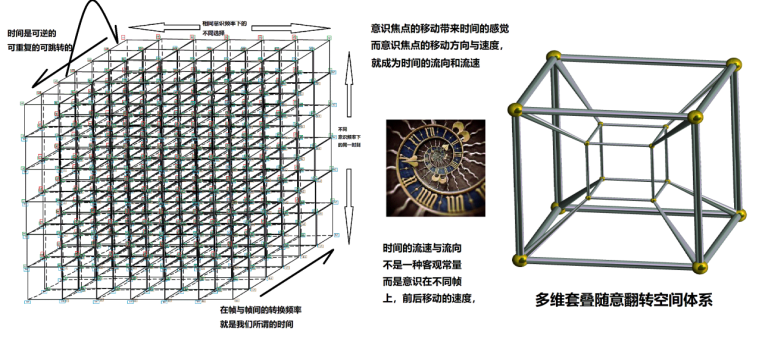 时间是可逆的
可重复的可跳转的
相同意识频率下的
不同选择
不同
意识频率下
的同一时刻
在帧与帧间的转换频率
就是我们所谓的时间
意识焦点的移动带来时间的感觉
而意识焦点的移动方向与速度，
就成为时间的流向和流速
时间的流速与流向
不是一种客观常量
而是意识在不同帧
上，前后移动的速度，
多维套叠随意翻转空间体系